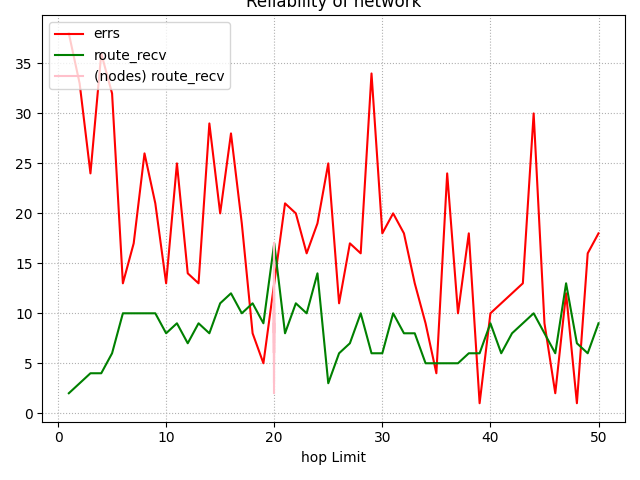 Reliability of network
errs
route_recv
(nodes) route_recv
35
30
25
20
15
10
5
0
0 10 20 30 40 50
hop Limit